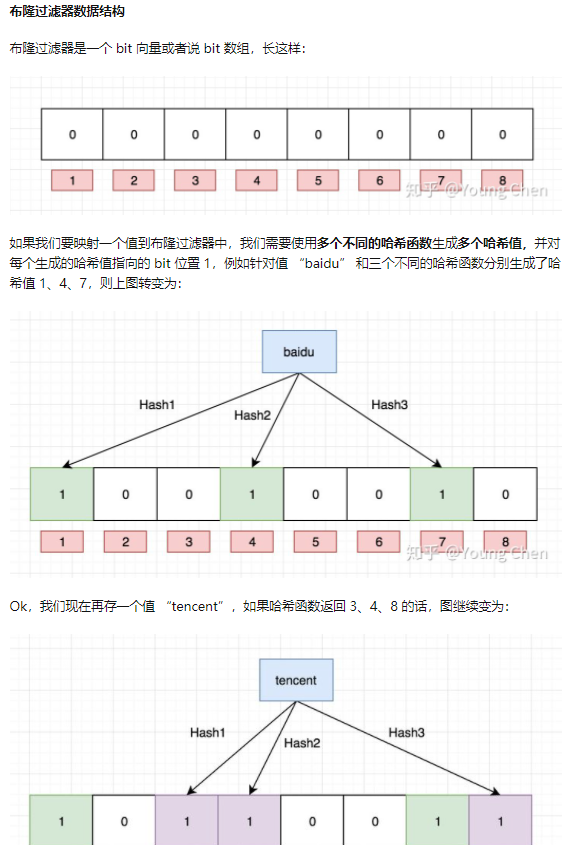 布隆过滤器数据结构
布隆过滤器是一个 bit 向量或者说 bit 数组，长这样：
0 0 0 0 0 0 0 0
1 2 3 4 5 6 7 8
知乎 @Young Chen
如果我们要映射一个值到布隆过滤器中，我们需要使用多个不同的哈希函数生成多个哈希值，并对
每个生成的哈希值指向的 bit 位置 1，例如针对值 “baidu” 和三个不同的哈希函数分别生成了哈
希值 1、4、7，则上图转变为：
baidu
Hash1 Hash2 Hash3
1 0 0 1 0 0 1 0
1 2 3 4 5 6 7 8
知乎 @Young Chen
Ok，我们现在再存一个值 “tencent”，如果哈希函数返回 3、4、8 的话，图继续变为：
tencent
Hash1 Hash2 Hash3
1 0 1 1 0 0 1 1